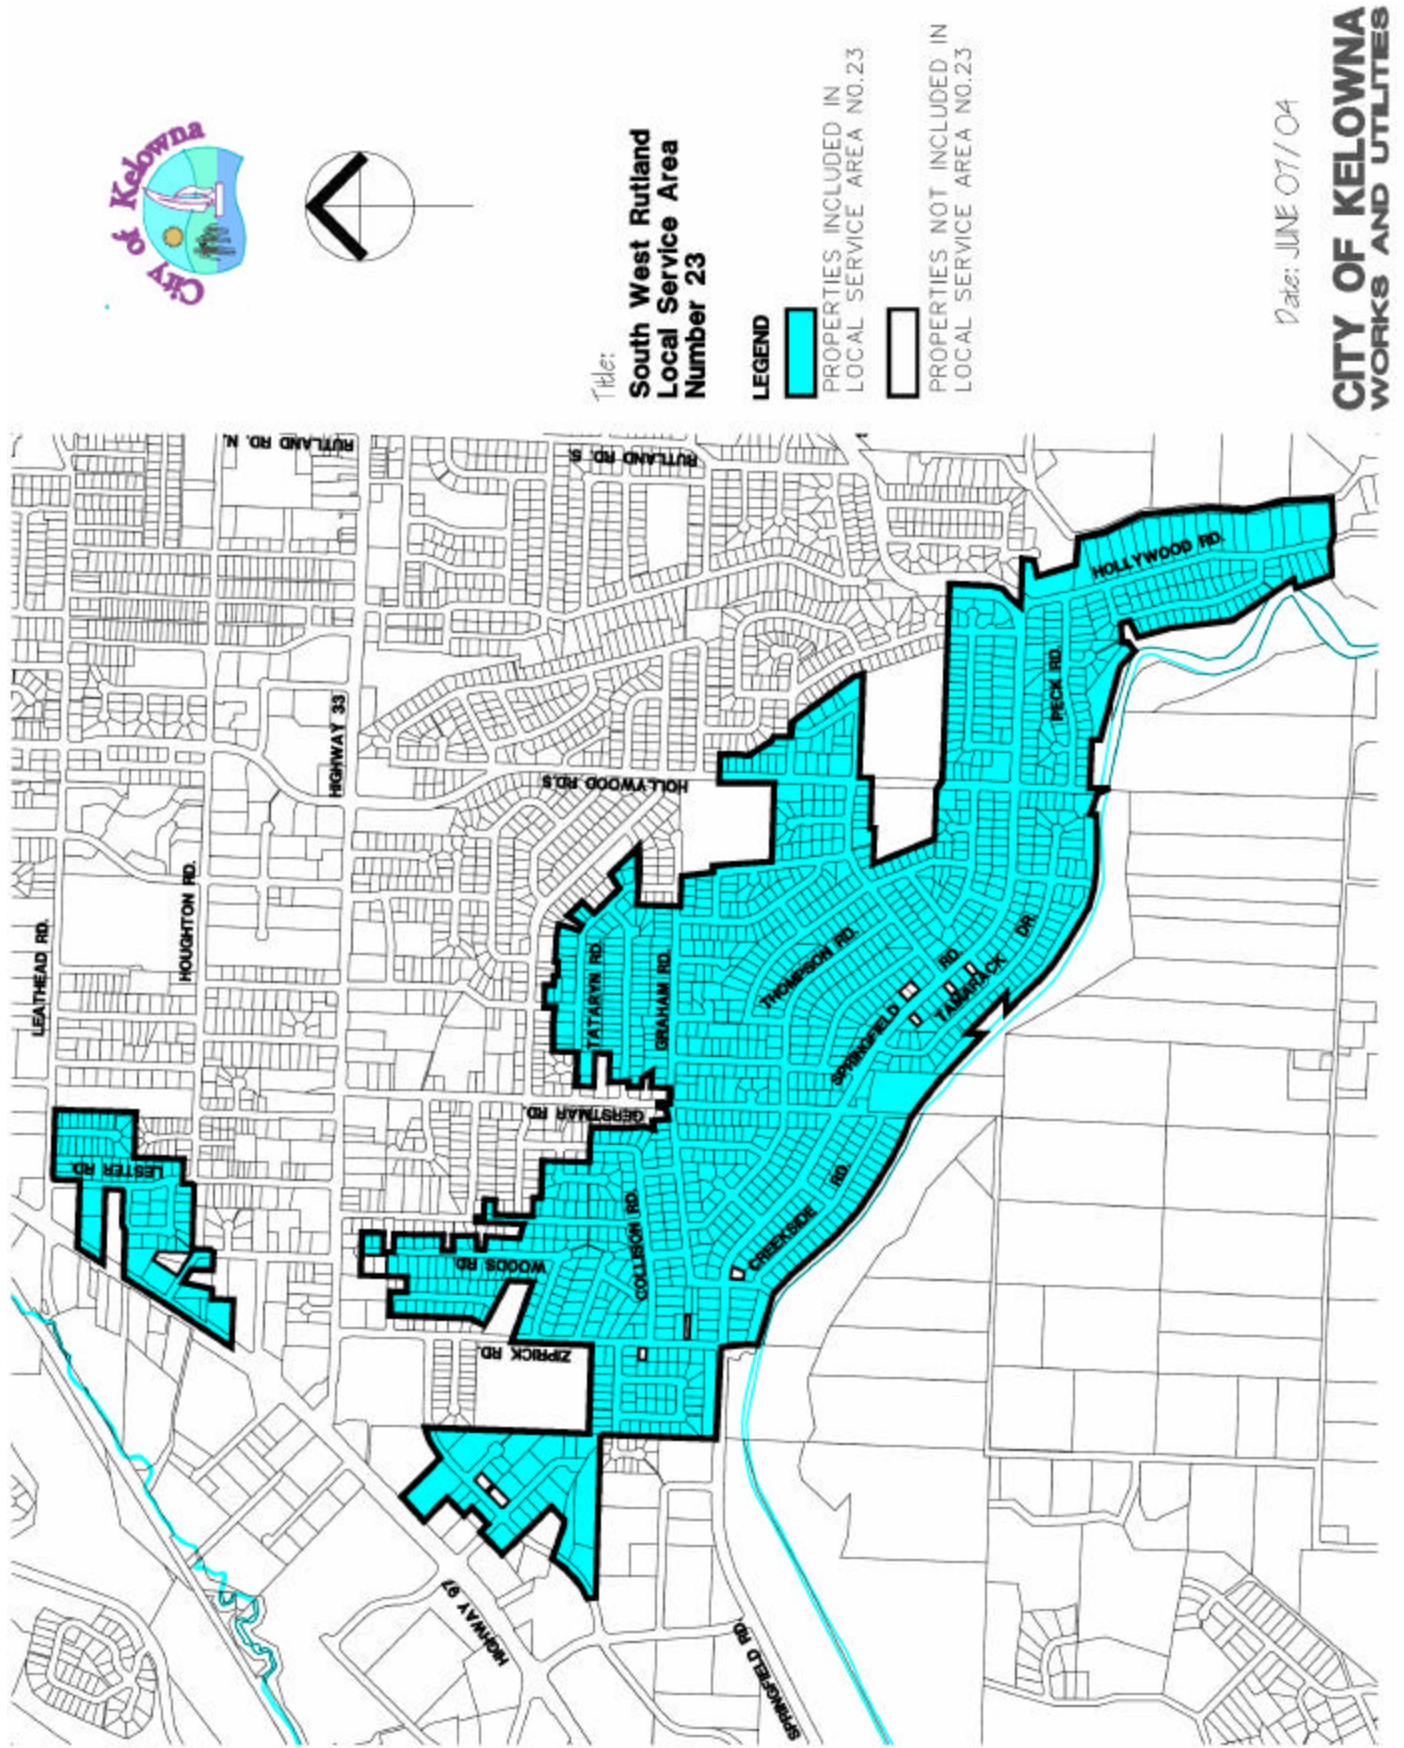 City of Kelowna
Title:
South West Rutland
Local Service Area
Number 23
LEGEND
PROPERTIES INCLUDED IN
LOCAL SERVICE AREA NO.23
PROPERTIES NOT INCLUDED IN
LOCAL SERVICE AREA NO.23
Date: JUNE 07/04
CITY OF KELOWNA
WORKS AND UTILITIES
RUTLAND RD. N.
RUTLAND RD. S.
HOLLYWOOD RD.
PECK RD.
HIGHWAY 33
HOLLYWOOD RD.S
LEATHEAD RD.
HOUGHTON RD.
TATARYN RD.
GRAHAM RD.
THOMPSON RD.
SPRINGFIELD RD.
TAMARACK DR.
GERSTMAR RD.
LESTER RD.
WOODS RD.
COLLISON RD.
CREEKSIDE RD.
ZIPRICK RD.
HIGHWAY 97
SPRINGFIELD RD.